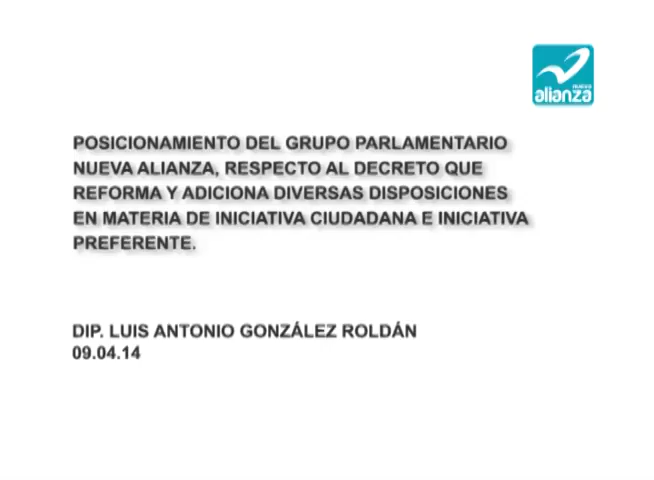 nueva
alianza
POSICIONAMIENTO DEL GRUPO PARLAMENTARIO
NUEVA ALIANZA, RESPECTO AL DECRETO QUE
REFORMA Y ADICIONA DIVERSAS DISPOSICIONES
EN MATERIA DE INICIATIVA CIUDADANA E INICIATIVA
PREFERENTE.
DIP. LUIS ANTONIO GONZÁLEZ ROLDÁN
09.04.14